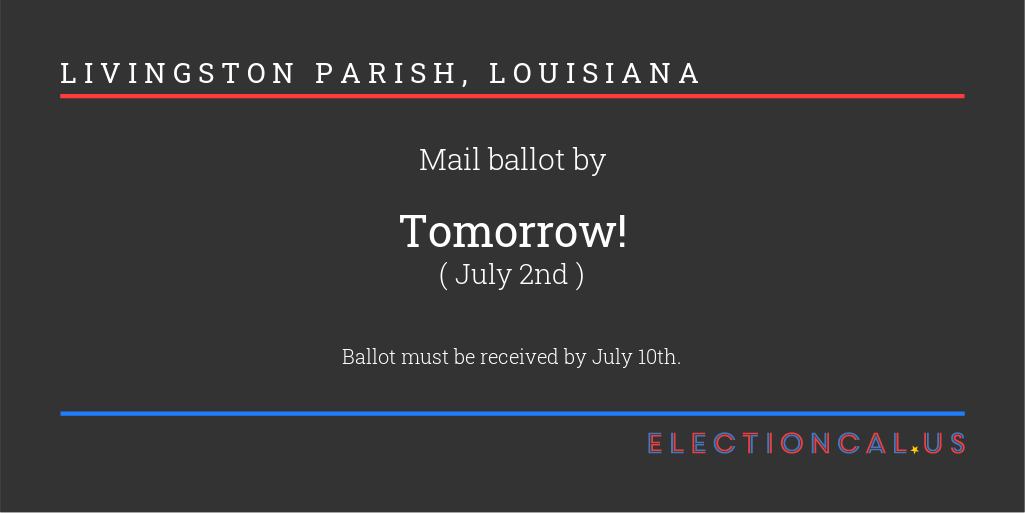 LIVINGSTON PARISH, LOUISIANA
Mail ballot by
Tomorrow!
( July 2nd )
Ballot must be received by July 10th.
ELECTIONCAL.US